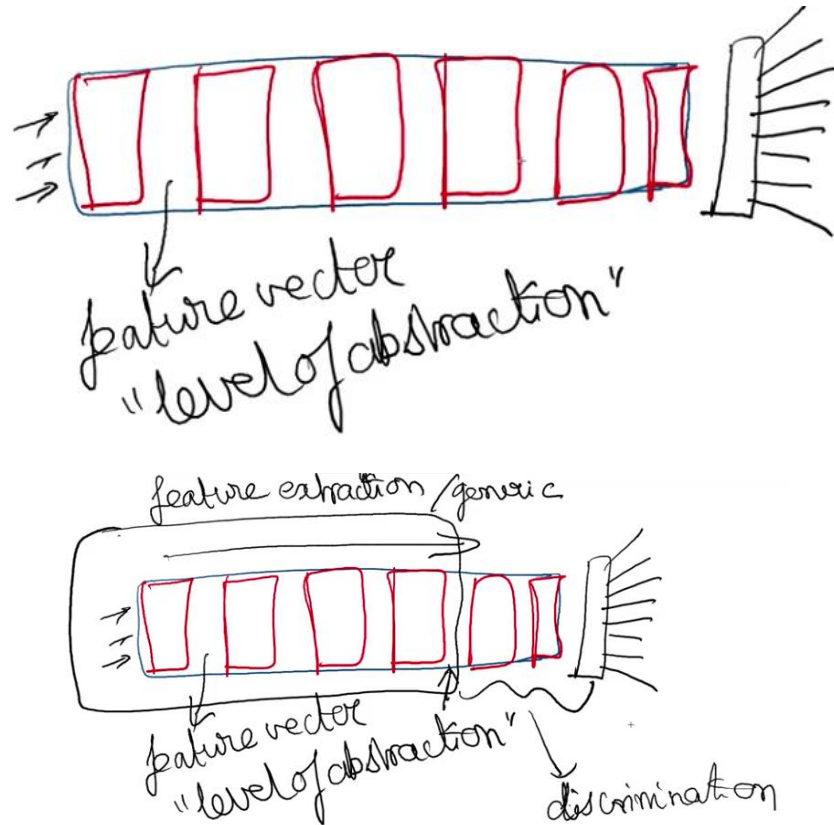 feature vector
"level of abstraction"
feature extraction / generic
feature vector
"level of abstraction"
discrimination